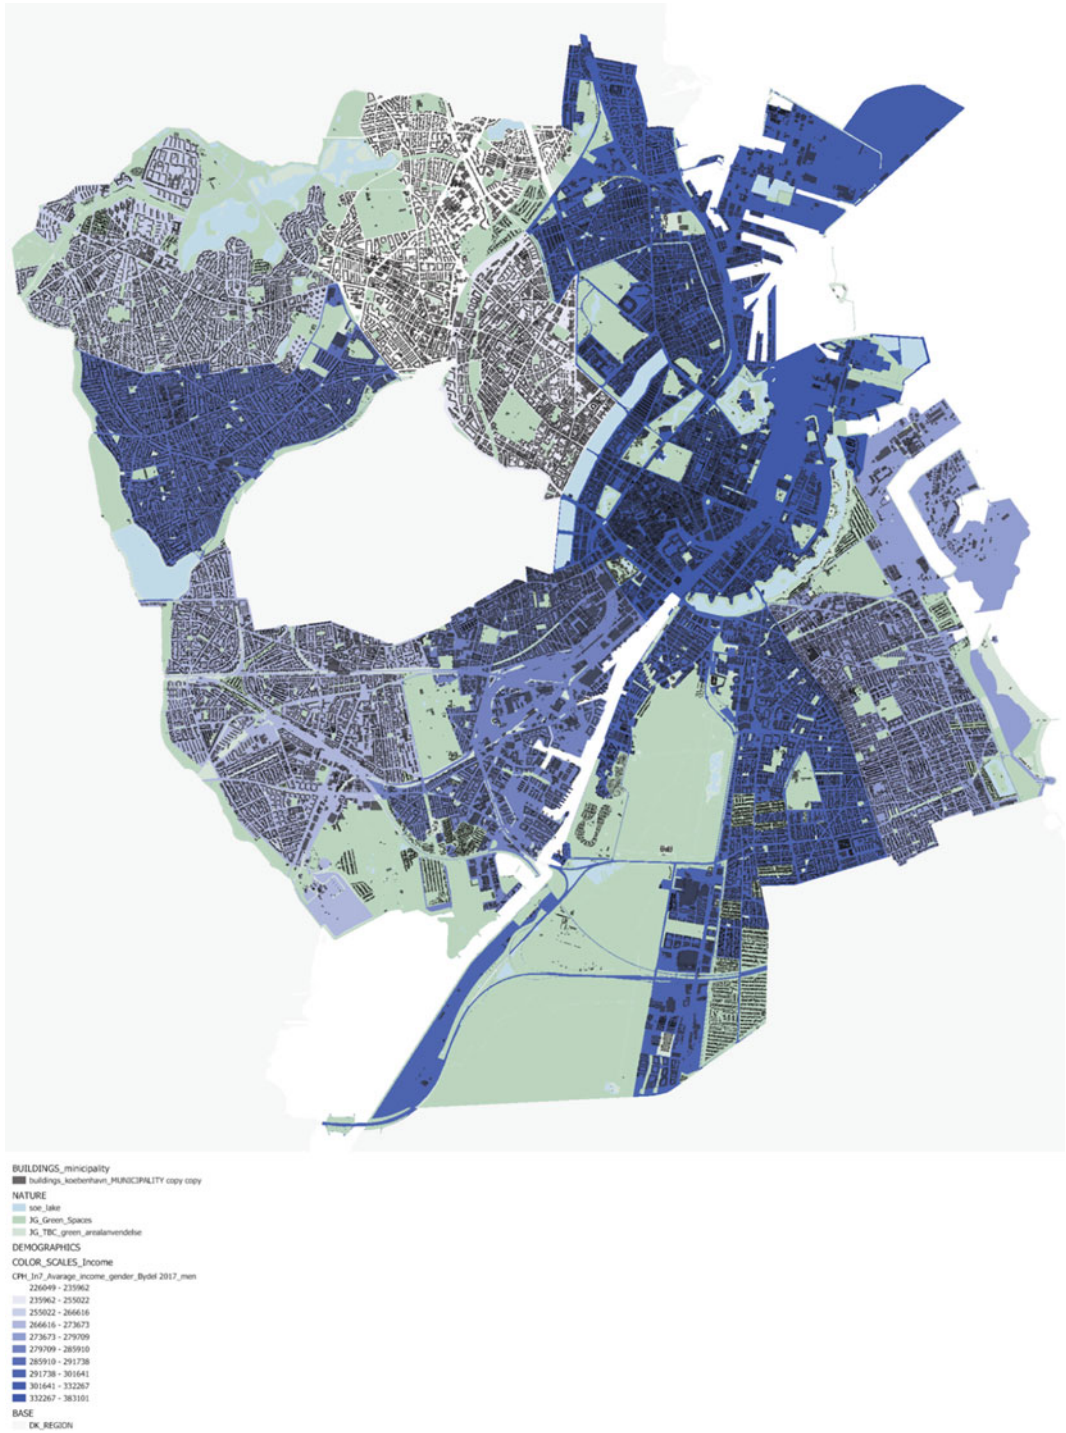 BUILDINGS_minicipality
buildings_koebenhavn_MUNICIPALITY copy copy
NATURE
soe_lake
JG_Green_Spaces
JG_TBC_green_arealanvendelse
DEMOGRAPHICS
COLOR_SCALES_Income
CPH_In7_Avarage_income_gender_Bydel 2017_men
226049 - 235962
235962 - 255022
255022 - 266616
266616 - 273673
273673 - 279709
279709 - 285910
285910 - 291738
291738 - 301641
301641 - 332267
332267 - 383101
BASE
DK_REGION